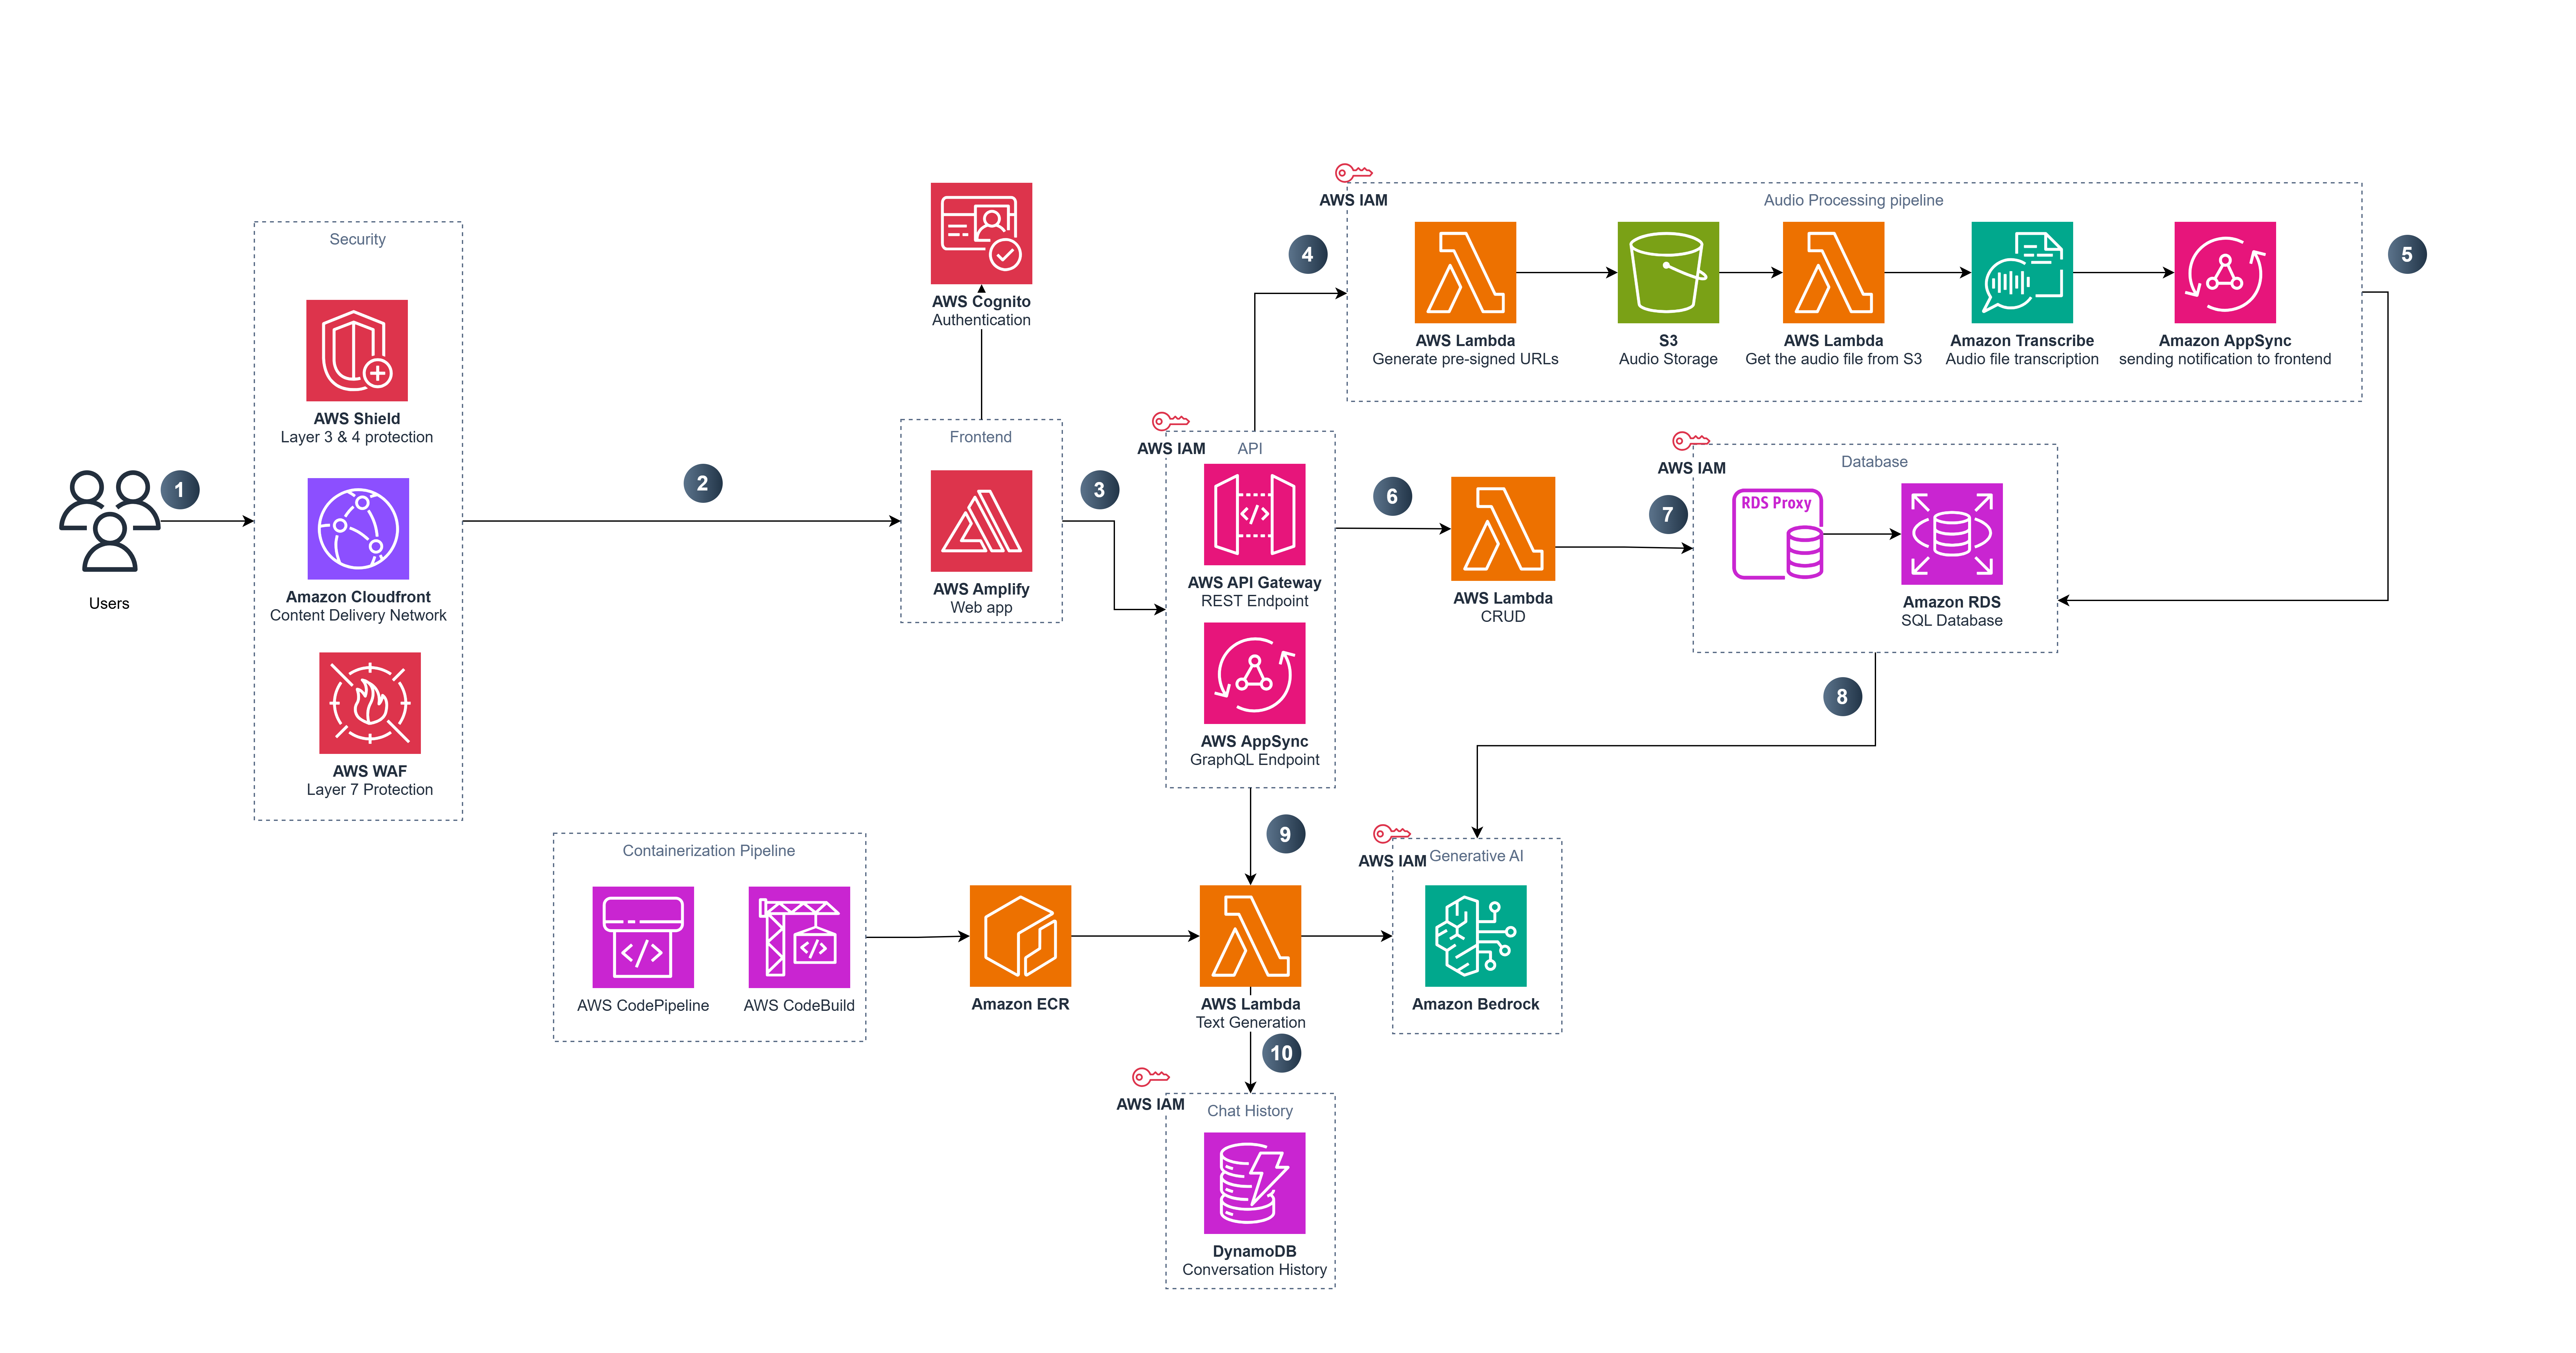 AWS IAM
Audio Processing pipeline
4
5
AWS Lambda
Generate pre-signed URLs
S3
Audio Storage
AWS Lambda
Get the audio file from S3
Amazon Transcribe
Audio file transcription
Amazon AppSync
sending notification to frontend
Security
AWS Shield
Layer 3 & 4 protection
Amazon Cloudfront
Content Delivery Network
AWS WAF
Layer 7 Protection
1
Users
2
AWS Cognito
Authentication
Frontend
AWS Amplify
Web app
3
AWS IAM
API
AWS API Gateway
REST Endpoint
AWS AppSync
GraphQL Endpoint
6
AWS Lambda
CRUD
7
AWS IAM
Database
RDS Proxy
Amazon RDS
SQL Database
8
9
Containerization Pipeline
AWS CodePipeline
AWS CodeBuild
Amazon ECR
AWS Lambda
Text Generation
AWS IAM
Generative AI
Amazon Bedrock
10
AWS IAM
Chat History
DynamoDB
Conversation History